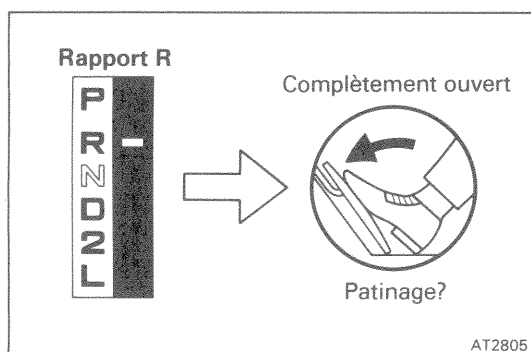 Rapport R
P
R
N
D
2
L
Complètement ouvert
Patinage?
AT2805